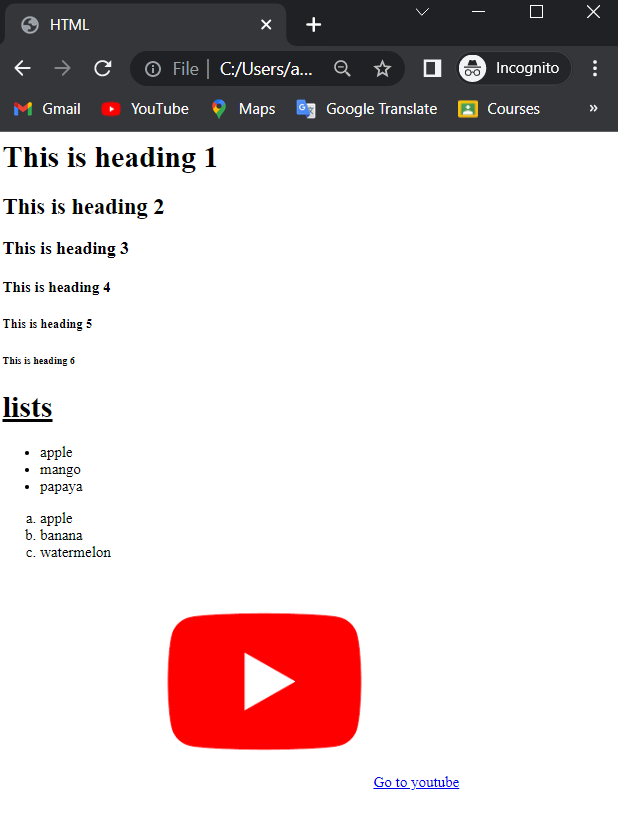 HTML
File
C:/Users/a...
Incognito
Gmail
YouTube
Maps
Google Translate
Courses
»
This is heading 1
This is heading 2
This is heading 3
This is heading 4
This is heading 5
This is heading 6
lists
• apple
• mango
• papaya
a. apple
b. banana
c. watermelon
Go to youtube